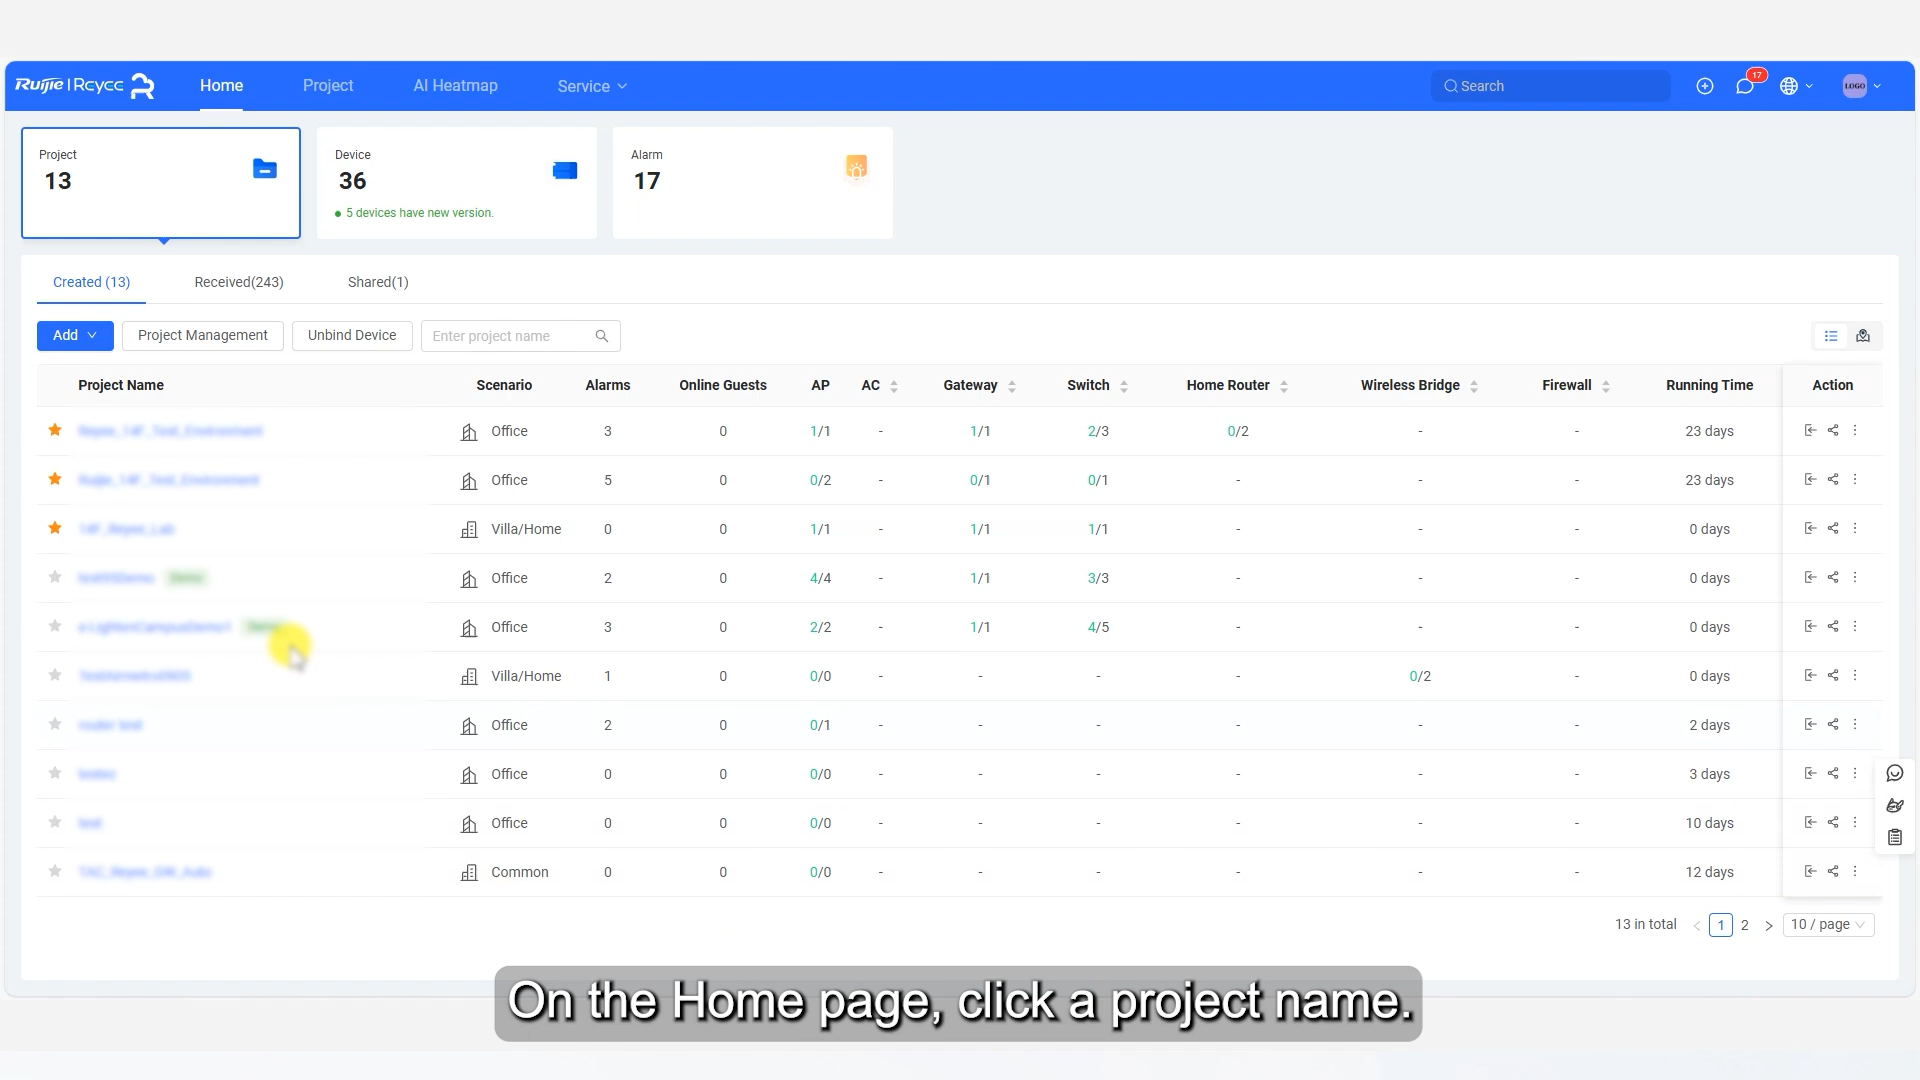 Ruijie | Reyee
Home
Project
AI Heatmap
Service
Search
17
LOGO
Project
13
Device
36
5 devices have new version.
Alarm
17
Created (13)
Received(243)
Shared(1)
Add
Project Management
Unbind Device
Enter project name
Project Name Scenario Alarms Online Guests AP AC Gateway Switch Home Router Wireless Bridge Firewall Running Time Action
Office 3 0 1/1 - 1/1 2/3 0/2 - - 23 days
Office 5 0 0/2 - 0/1 0/1 - - - 23 days
Villa/Home 0 0 1/1 - 1/1 1/1 - - - 0 days
Office 2 0 4/4 - 1/1 3/3 - - - 0 days
Office 3 0 2/2 - 1/1 4/5 - - - 0 days
Villa/Home 1 0 0/0 - - - - 0/2 - 0 days
Office 2 0 0/1 - - - - - - 2 days
Office 0 0 0/0 - - - - - - 3 days
Office 0 0 0/0 - - - - - - 10 days
Common 0 0 0/0 - - - - - - 12 days
13 in total < 1 2 > 10 / page
On the Home page, click a project name.